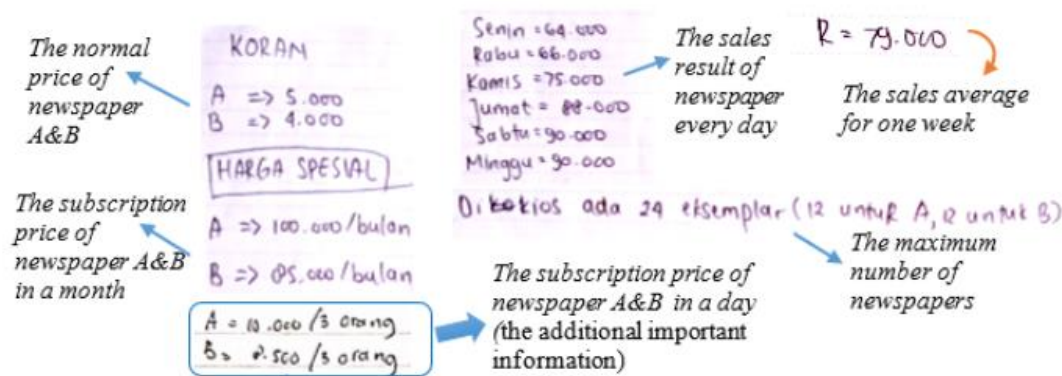 The normal
price of
newspaper
A&B
KORAN
A => 5.000
B => 4.000
HARGA SPESVAL
The subscription
price of
newspaper A&B
in a month
A => 100.000/bulan
B => 85.000/bulan
A = 10.000/3 orang
B = 8.500/3 orang
The subscription price of
newspaper A&B in a day
(the additional important
information)
Senin = 64.000
Rabu = 66.000
Kamis = 75.000
Jumat = 88.000
Sabtu = 90.000
Minggu = 90.000
The sales
result of
newspaper
every day
R = 79.000
The sales average
for one week
ada 24 eksemplar (12 untuk A, 12 untuk B)
The maximum
number of
newspapers